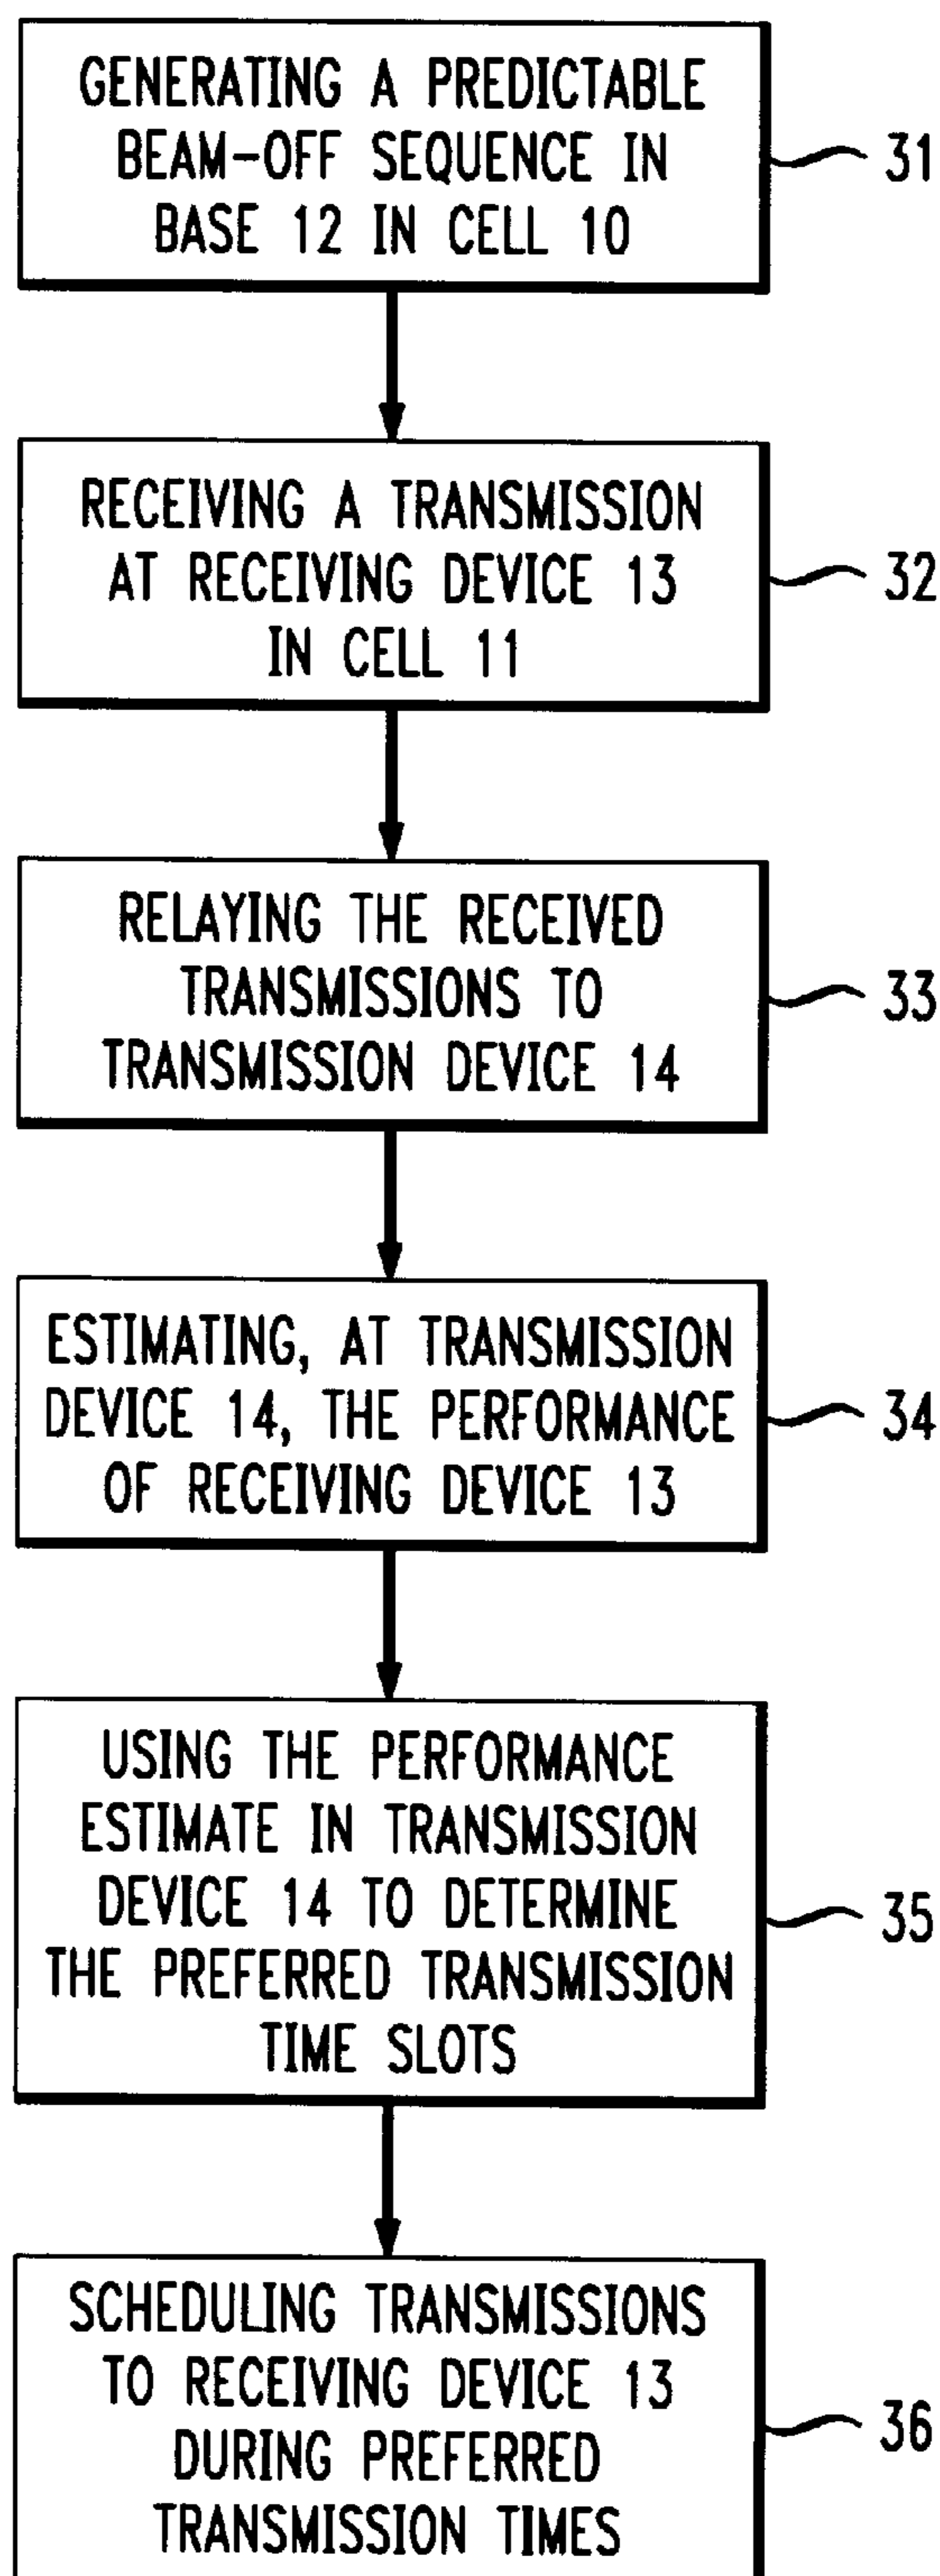 GENERATING A PREDICTABLE
BEAM-OFF SEQUENCE IN
BASE 12 IN CELL 10
31
RECEIVING A TRANSMISSION
AT RECEIVING DEVICE 13
IN CELL 11
32
RELAYING THE RECEIVED
TRANSMISSIONS TO
TRANSMISSION DEVICE 14
33
ESTIMATING, AT TRANSMISSION
DEVICE 14, THE PERFORMANCE
OF RECEIVING DEVICE 13
34
USING THE PERFORMANCE
ESTIMATE IN TRANSMISSION
DEVICE 14 TO DETERMINE
THE PREFERRED TRANSMISSION
TIME SLOTS
35
SCHEDULING TRANSMISSIONS
TO RECEIVING DEVICE 13
DURING PREFERRED
TRANSMISSION TIMES
36